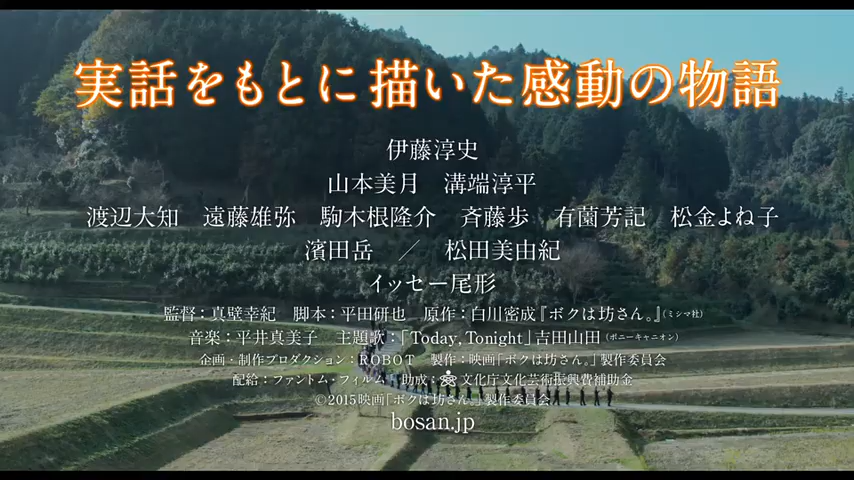 実話をもとに描いた感動の物語
伊藤淳史
山本美月　溝端淳平
渡辺大知　遠藤雄弥　駒木根隆介　斉藤歩　有薗芳記　松金よね子
濱田岳　／　松田美由紀
イッセー尾形
監督：真壁幸紀　脚本：平田研也　原作：白川密成『ボクは坊さん。』（ミシマ社）
音楽：平井真美子　主題歌：「Today, Tonight」吉田山田（ポニーキャニオン）
企画・制作プロダクション：ROBOT　製作：映画「ボクは坊さん。」製作委員会
配給：ファントム・フィルム　助成：文化庁文化芸術振興費補助金
©2015映画「ボクは坊さん。」製作委員会
bosan.jp